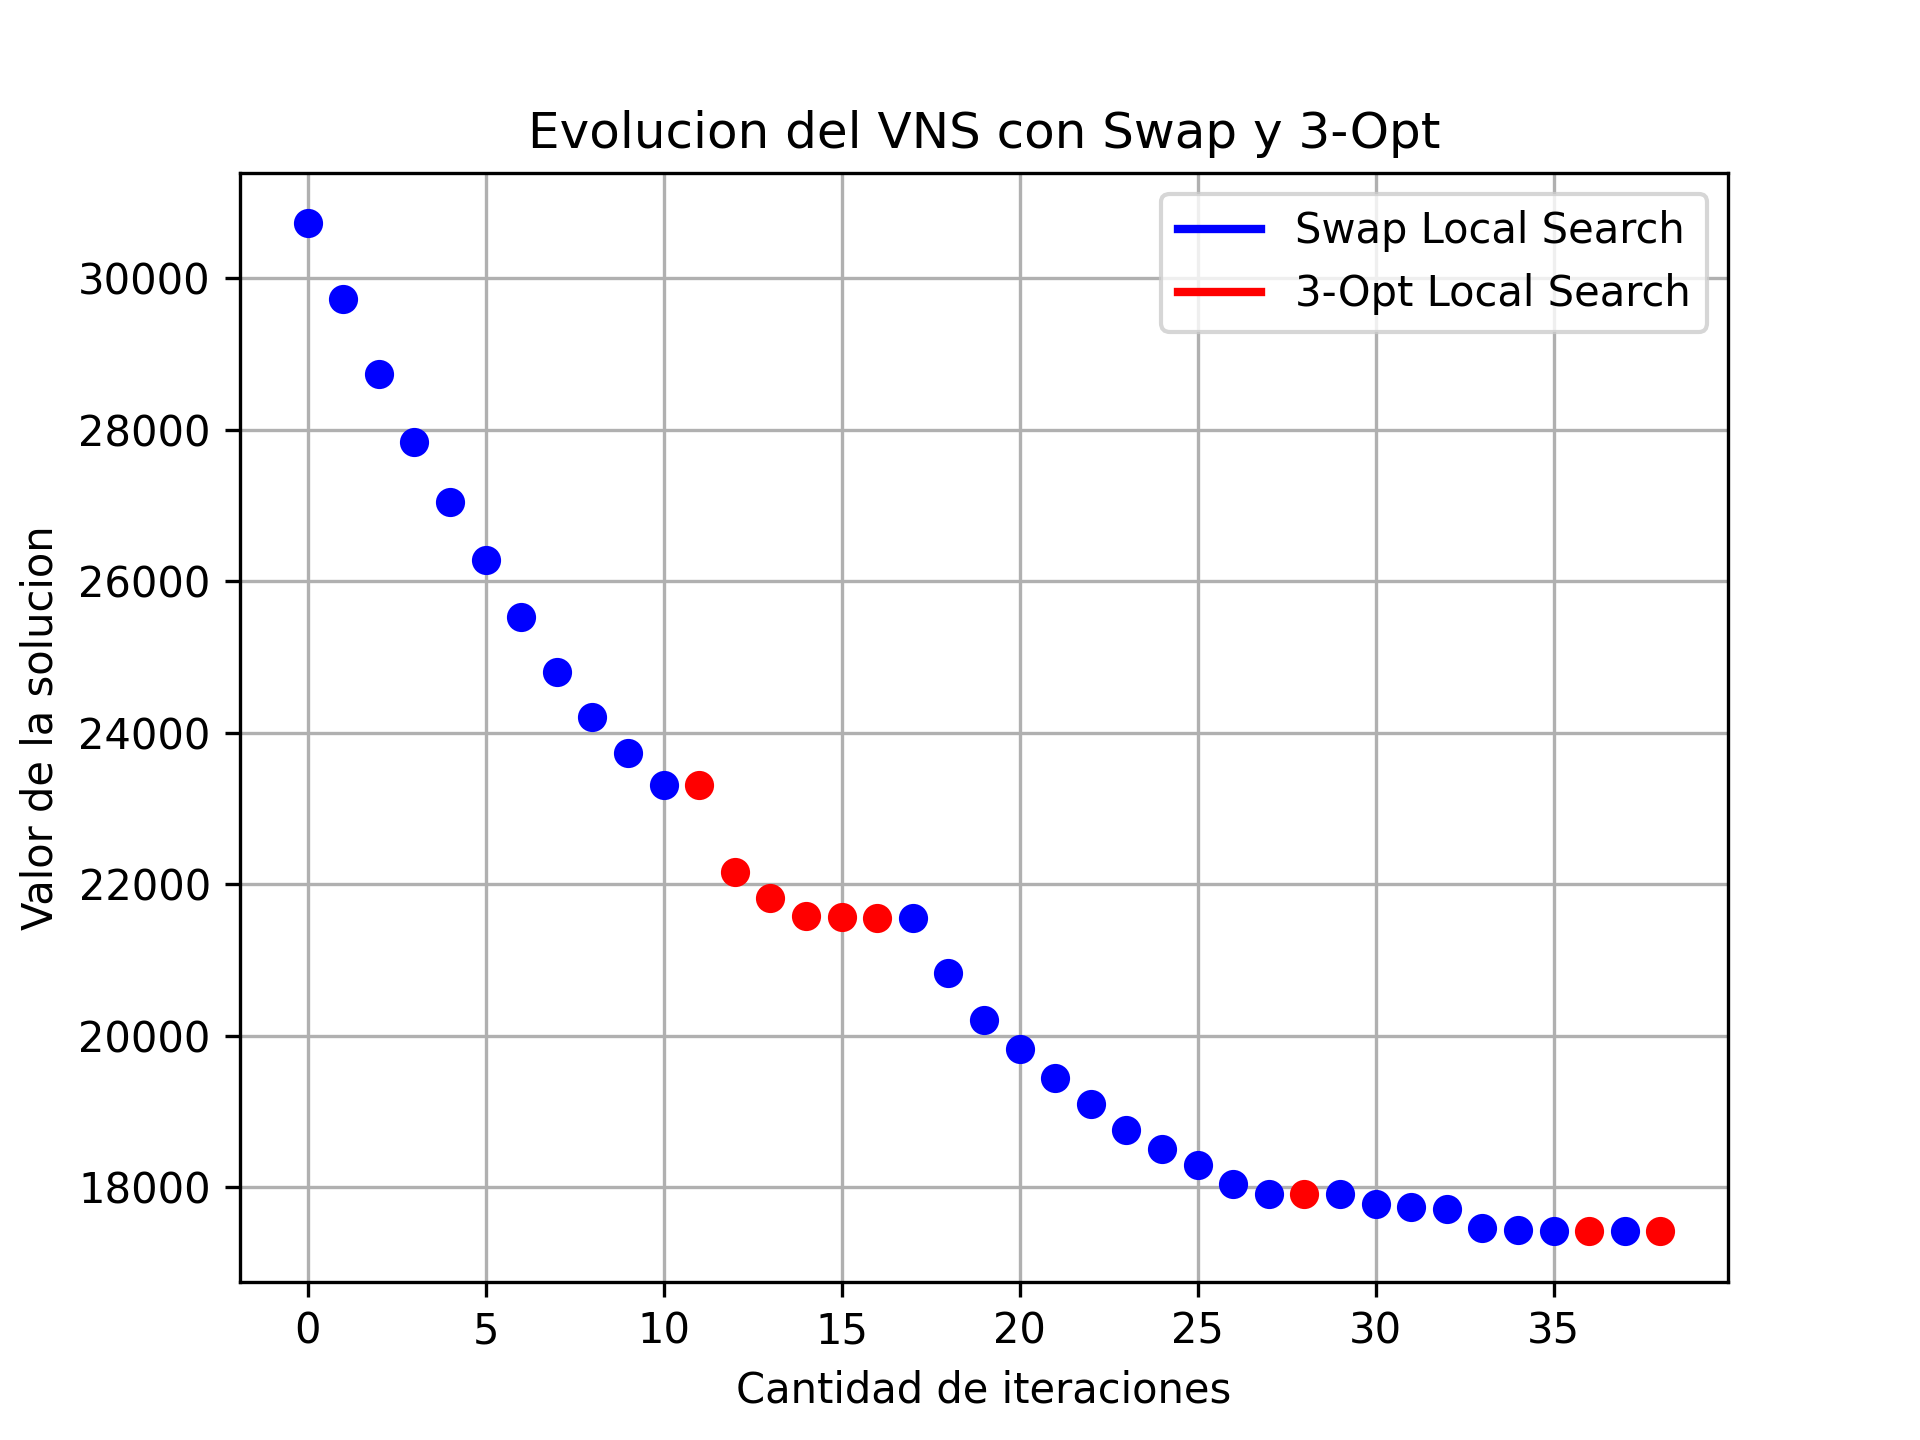 Evolucion del VNS con Swap y 3-Opt
Swap Local Search
3-Opt Local Search
Valor de la solucion
30000
28000
26000
24000
22000
20000
18000
0 5 10 15 20 25 30 35
Cantidad de iteraciones